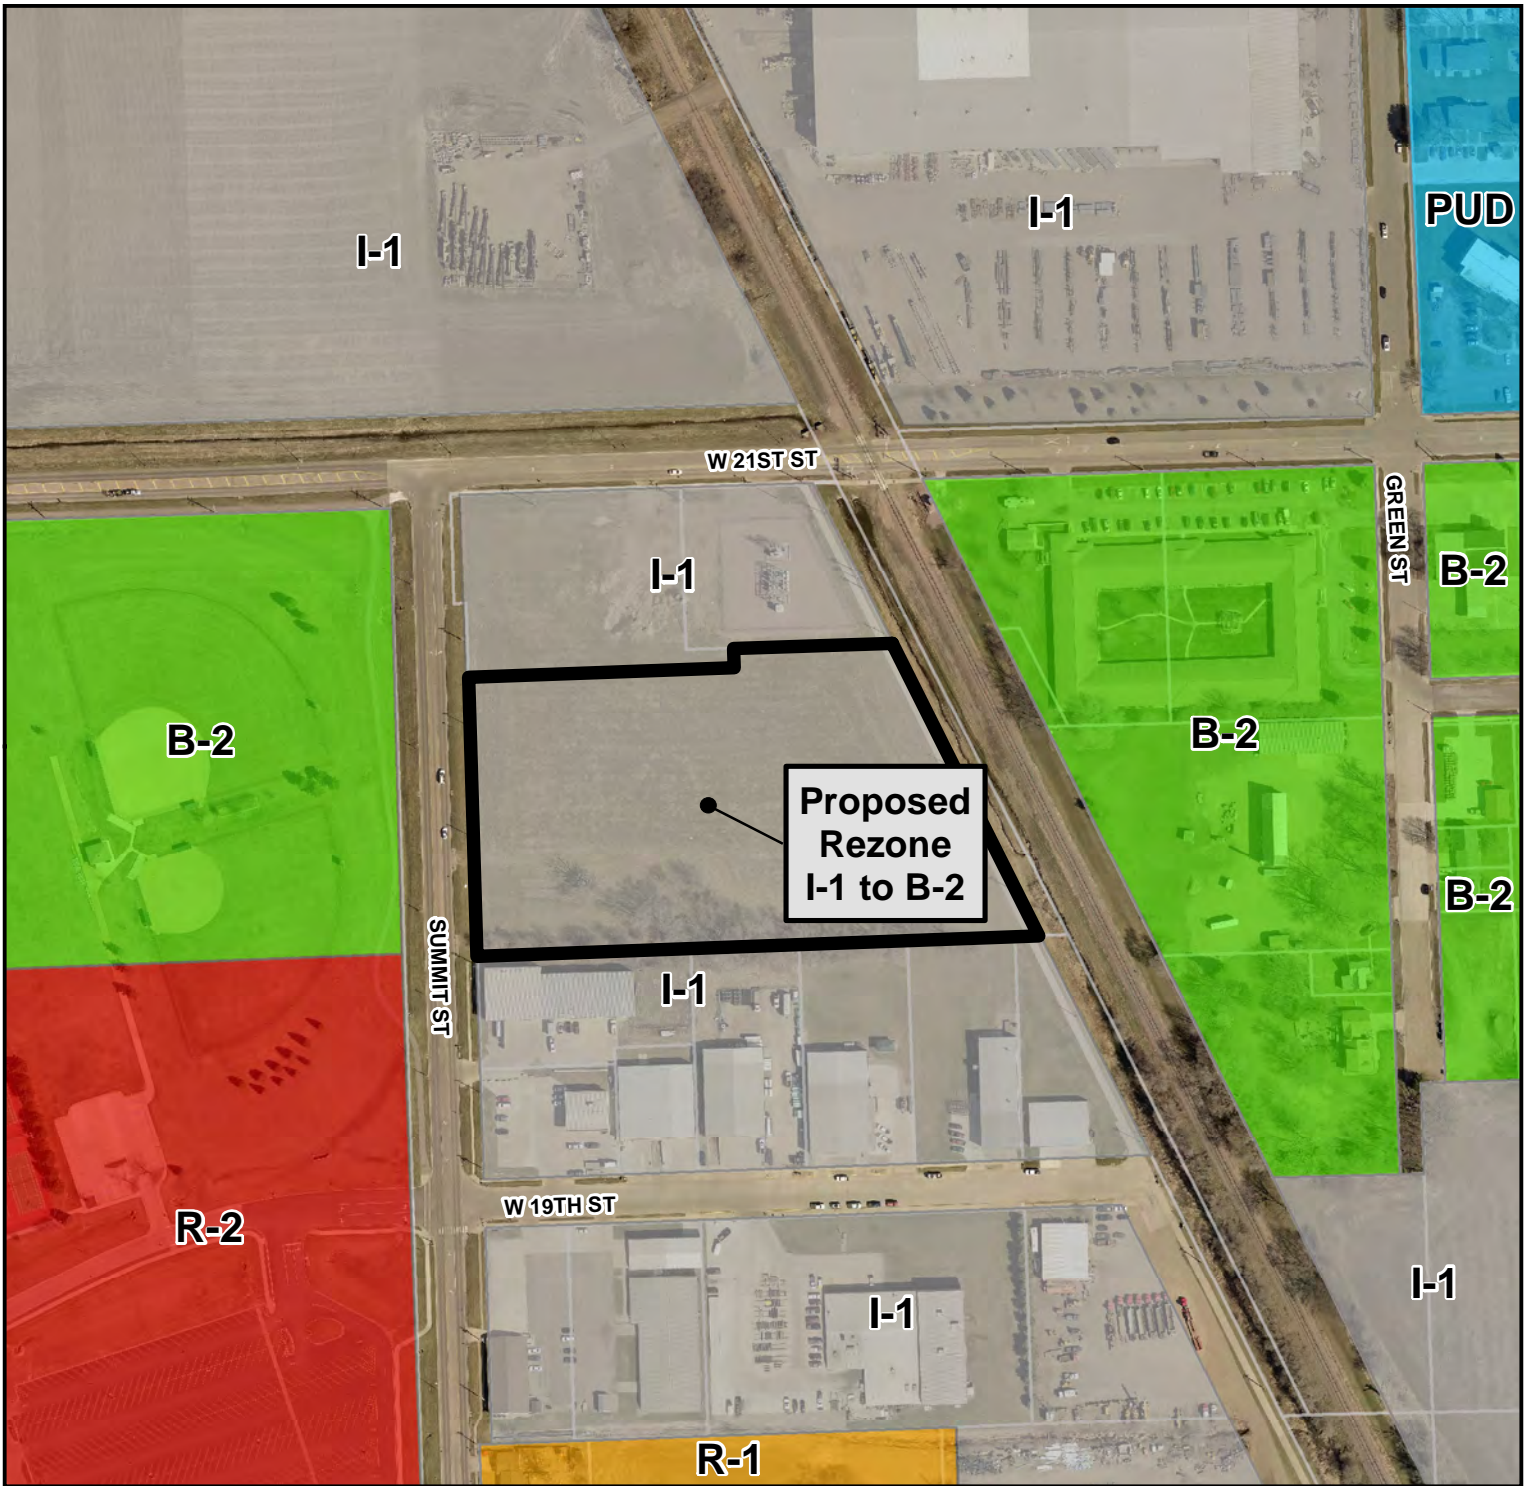 PUD
I-1
I-1
W 21ST ST
GREEN ST
I-1
B-2
B-2
B-2
Proposed
Rezone
I-1 to B-2
B-2
SUMMIT ST
I-1
W 19TH ST
R-2
I-1
I-1
R-1